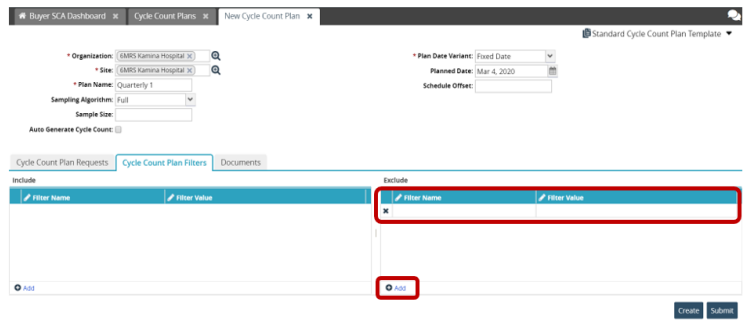 Buyer SCA Dashboard × Cycle Count Plans × New Cycle Count Plan ×
Standard Cycle Count Plan Template ▼
* Organization: 6MRS Kamina Hospital ×
* Plan Date Variant: Fixed Date
* Site: 6MRS Kamina Hospital ×
Planned Date: Mar 4, 2020
* Plan Name: Quarterly 1
Schedule Offset:
Sampling Algorithm: Full
Sample Size:
Auto Generate Cycle Count:
Cycle Count Plan Requests Cycle Count Plan Filters Documents
Include
Exclude
Filter Name Filter Value
Filter Name Filter Value
Add
Add
Create Submit